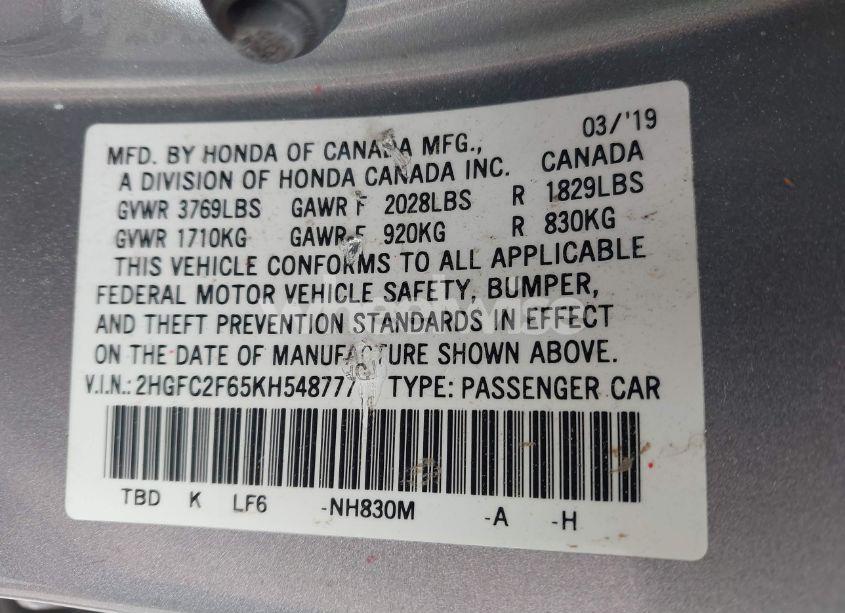 03/'19
MFD. BY HONDA OF CANADA MFG.,
A DIVISION OF HONDA CANADA INC. CANADA
GVWR 3769LBS GAWR F 2028LBS R 1829LBS
GVWR 1710KG GAWR F 920KG R 830KG
THIS VEHICLE CONFORMS TO ALL APPLICABLE
FEDERAL MOTOR VEHICLE SAFETY, BUMPER,
AND THEFT PREVENTION STANDARDS IN EFFECT
ON THE DATE OF MANUFACTURE SHOWN ABOVE.
V.I.N.: 2HGFC2F65KH548777 TYPE: PASSENGER CAR
TBD K LF6 -NH830M -A -H